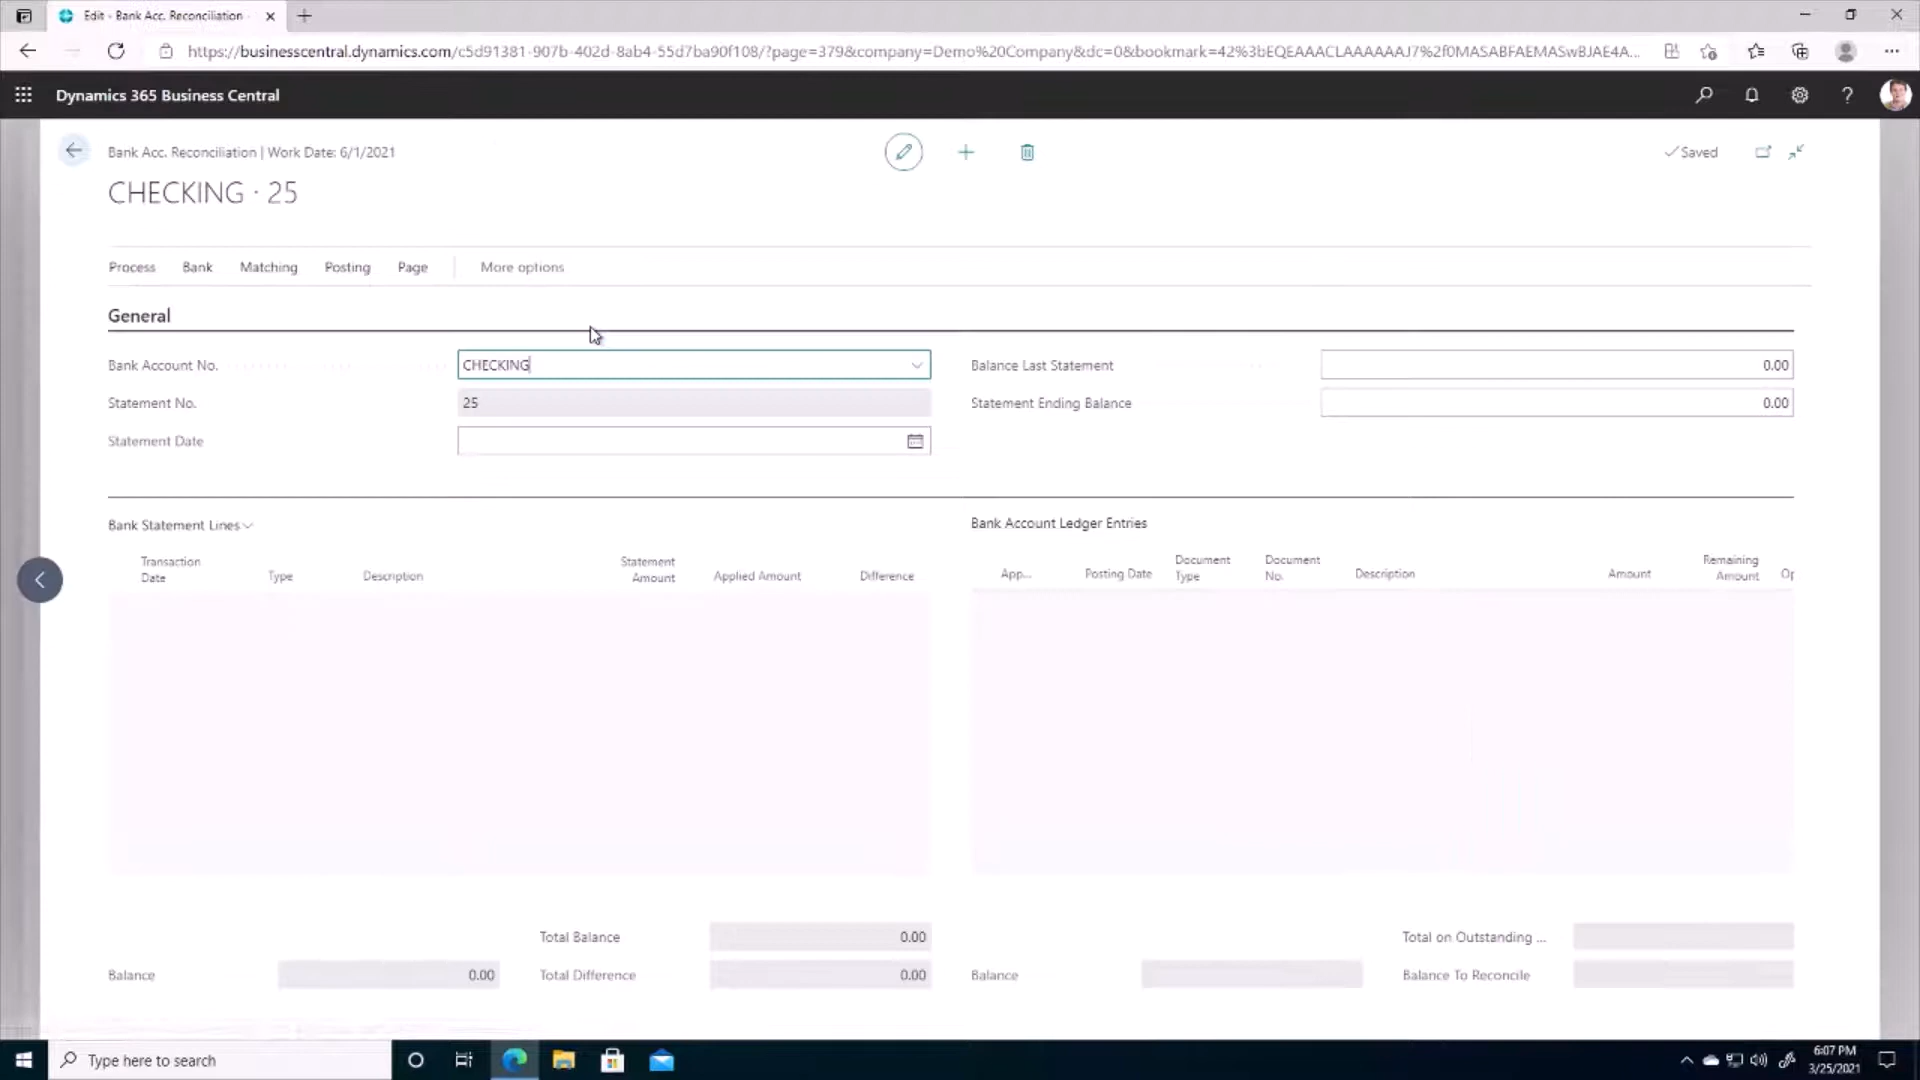 Edit - Bank Acc. Reconciliation
https://businesscentral.dynamics.com/c5d91381-907b-402d-8ab4-55d7ba90f108/?page=379&company=Demo%20Company&dc=0&bookmark=42%3bEQEAAACLAAAAAAJ7%2f0MASABFAEMASwBJAE4A...
Dynamics 365 Business Central
?
Bank Acc. Reconciliation | Work Date: 6/1/2021
Saved
CHECKING · 25
Process Bank Matching Posting Page More options
General
Bank Account No. CHECKING Balance Last Statement 0.00
Statement No. 25 Statement Ending Balance 0.00
Statement Date
Bank Statement Lines Bank Account Ledger Entries
Transaction Date Type Description Statement Amount Applied Amount Difference
App... Posting Date Document Type Document No. Description Amount Remaining Amount Op
Total Balance 0.00 Total on Outstanding ...
Balance 0.00 Total Difference 0.00 Balance Balance To Reconcile
Type here to search
6:07 PM
3/25/2021